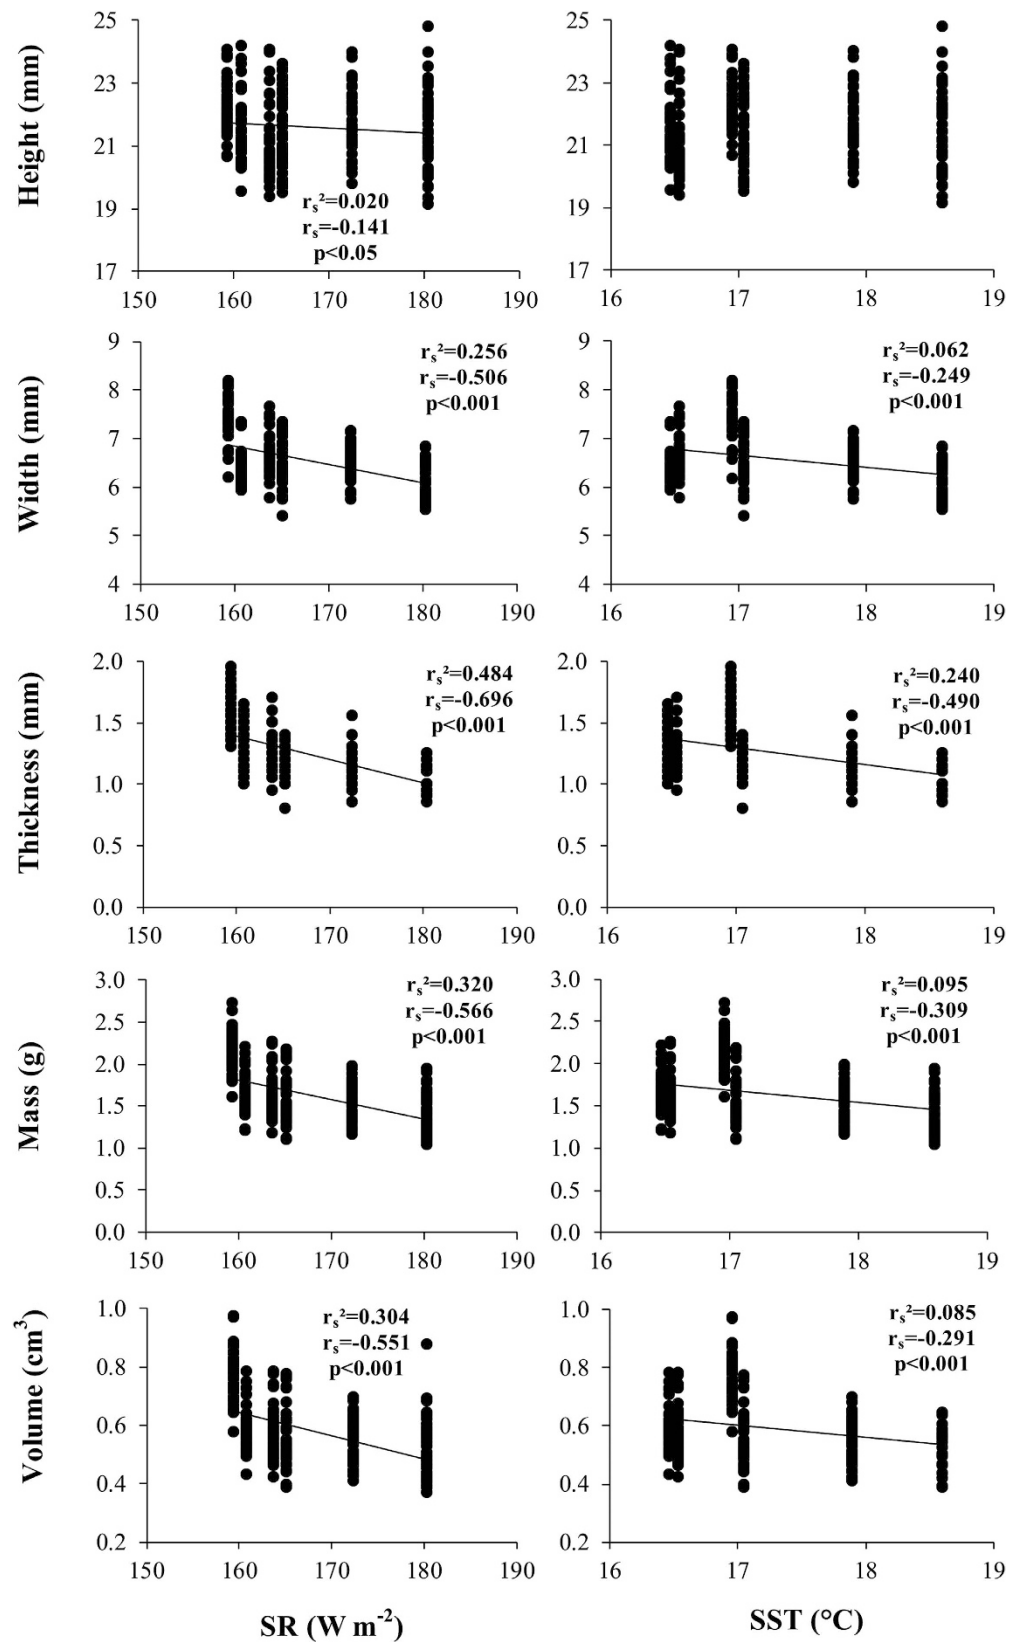 Height (mm)
25
23
21
19
17
rₛ²=0.020
rₛ=-0.141
p<0.05
150 160 170 180 190
25
23
21
19
17
16 17 18 19
Width (mm)
9
8
7
6
5
4
rₛ²=0.256
rₛ=-0.506
p<0.001
150 160 170 180 190
9
8
7
6
5
4
rₛ²=0.062
rₛ=-0.249
p<0.001
16 17 18 19
Thickness (mm)
2.0
1.5
1.0
0.5
0.0
rₛ²=0.484
rₛ=-0.696
p<0.001
150 160 170 180 190
2.0
1.5
1.0
0.5
0.0
rₛ²=0.240
rₛ=-0.490
p<0.001
16 17 18 19
Mass (g)
3.0
2.5
2.0
1.5
1.0
0.5
0.0
rₛ²=0.320
rₛ=-0.566
p<0.001
150 160 170 180 190
3.0
2.5
2.0
1.5
1.0
0.5
0.0
rₛ²=0.095
rₛ=-0.309
p<0.001
16 17 18 19
Volume (cm³)
1.0
0.8
0.6
0.4
0.2
rₛ²=0.304
rₛ=-0.551
p<0.001
150 160 170 180 190
1.0
0.8
0.6
0.4
0.2
rₛ²=0.085
rₛ=-0.291
p<0.001
16 17 18 19
SR (W m⁻²)
SST (°C)